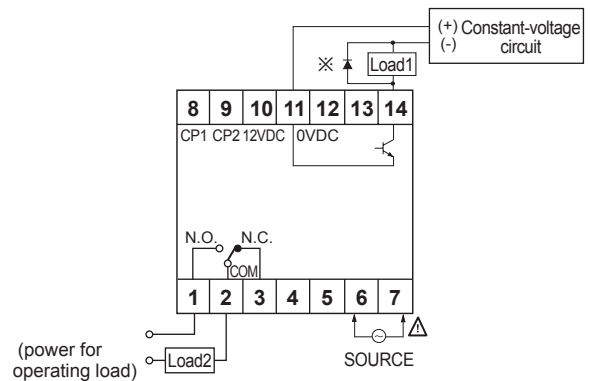 (+) Constant-voltage
(-) circuit
※ Load1
8 9 10 11 12 13 14
CP1 CP2 12VDC 0VDC
N.O. N.C.
COM
1 2 3 4 5 6 7
(power for
operating load)
Load2
SOURCE